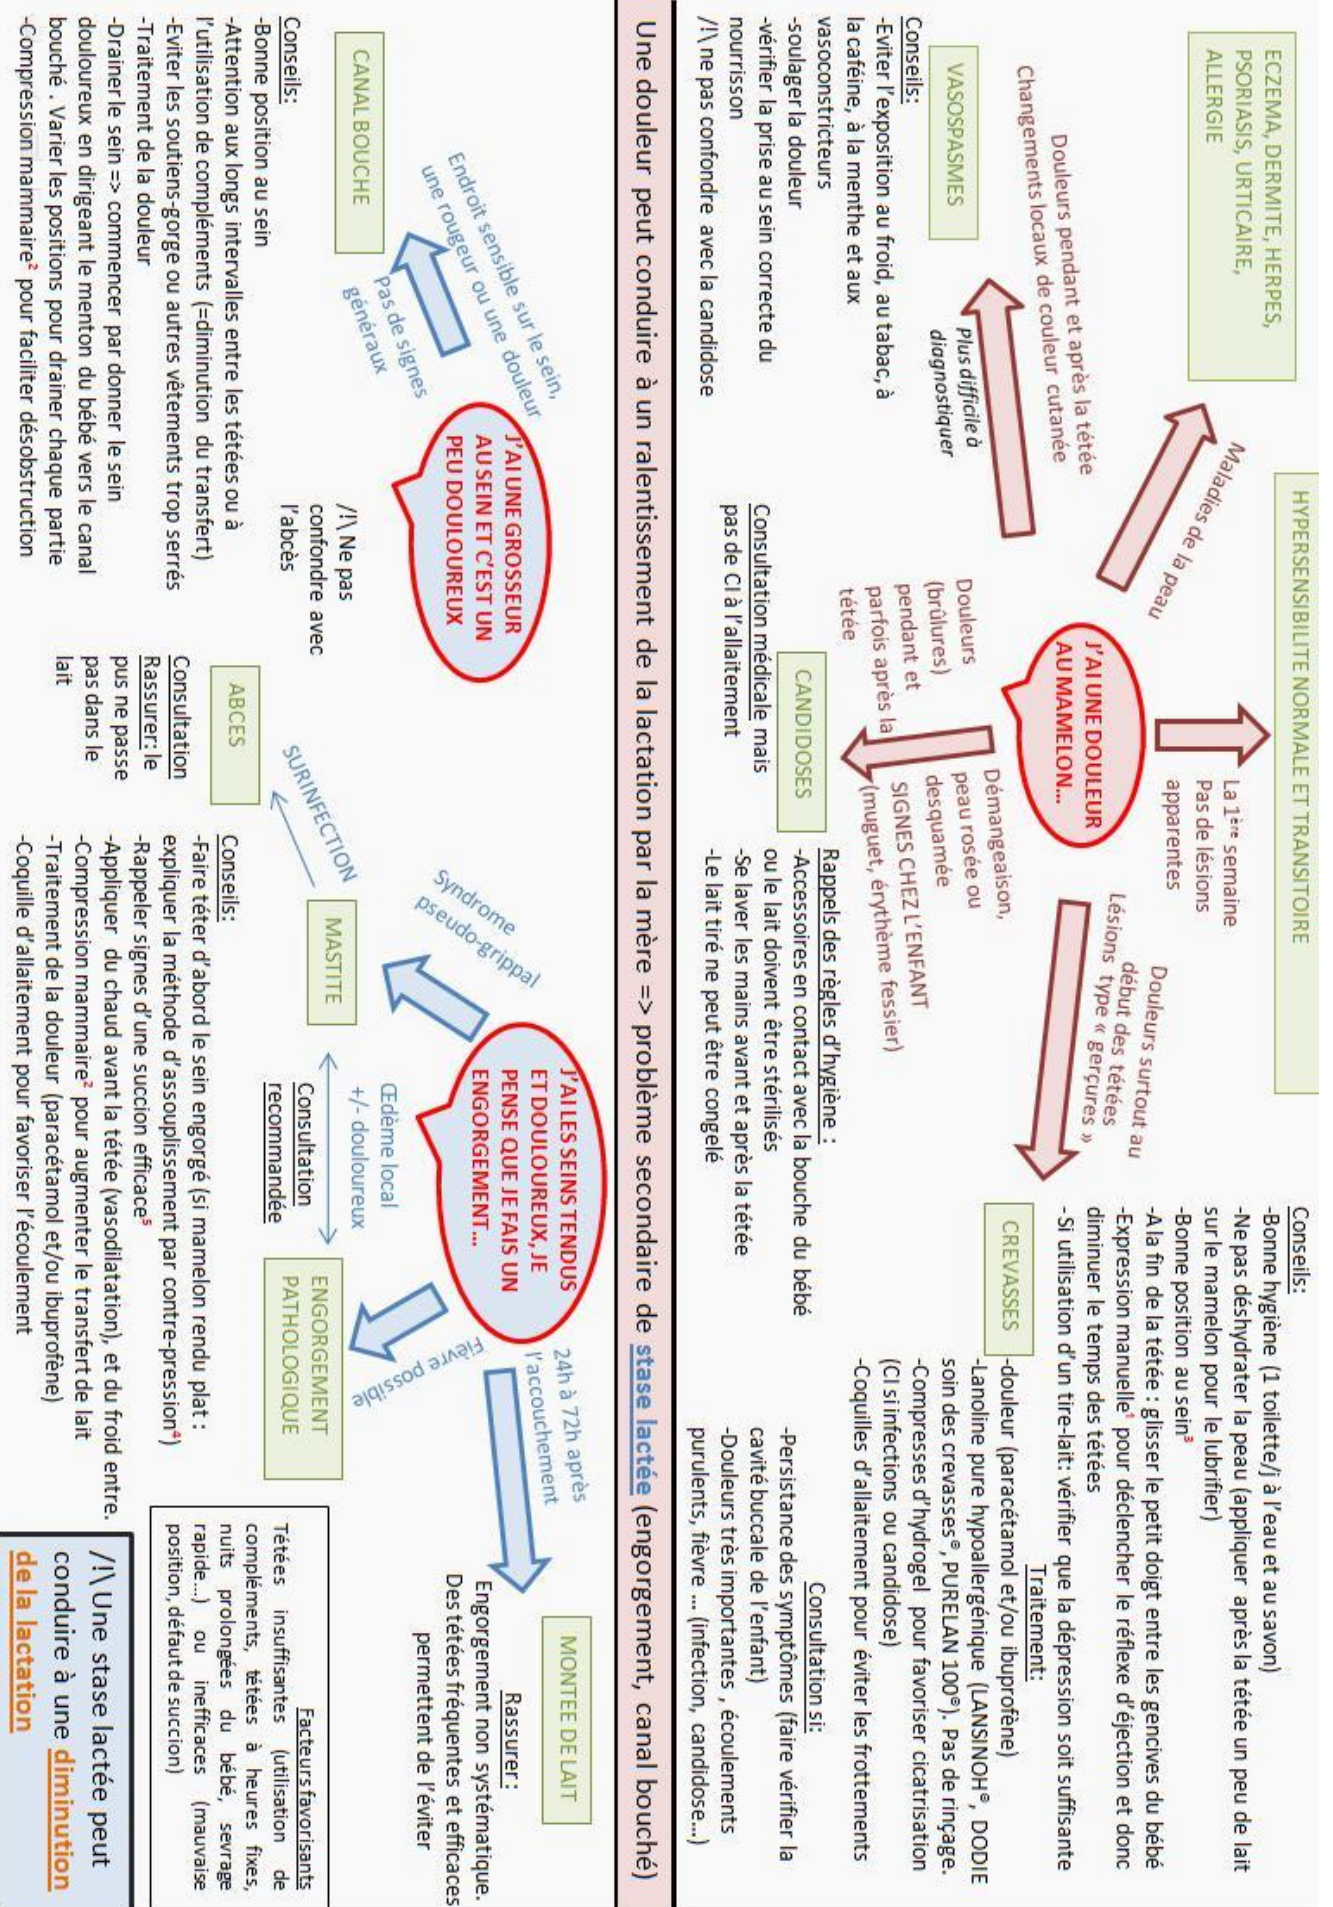 HYPERSENSIBILITE NORMALE ET TRANSITOIRE
ECZEMA, DERMITE, HERPES,
PSORIASIS, URTICAIRE,
ALLERGIE
Maladies de la peau
La 1ère semaine
Pas de lésions
apparentes
J'AI UNE DOULEUR
AU MAMELON...
Douleurs pendant et après la tétée
Changements locaux de couleur cutanée
Plus difficile à
diagnostiquer
VASOSPASMES
Conseils:
-Eviter l'exposition au froid, au tabac, à
la caféine, à la menthe et aux
vasoconstricteurs
-soulager la douleur
-vérifier la prise au sein correcte du
nourrisson
/!\ ne pas confondre avec la candidose
Douleurs
(brûlures)
pendant et
parfois après la
tétée
Démangeaison,
peau rosée ou
desquamée
SIGNES CHEZ L'ENFANT
(muguet, érythème fessier)
CANDIDOSES
Consultation médicale mais
pas de CI à l'allaitement
Rappels des règles d'hygiène :
-Accessoires en contact avec la bouche du bébé
ou le lait doivent être stérilisés
-Se laver les mains avant et après la tétée
-Le lait tiré ne peut être congelé
Douleurs surtout au
début des tétées
Lésions type « gerçures »
CREVASSES
Conseils:
-Bonne hygiène (1 toilette/j à l'eau et au savon)
-Ne pas déshydrater la peau (appliquer après la tétée un peu de lait
sur le mamelon pour le lubrifier)
-Bonne position au sein³
-A la fin de la tétée : glisser le petit doigt entre les gencives du bébé
-Expression manuelle¹ pour déclencher le réflexe d'éjection et donc
diminuer le temps des tétées
-Si utilisation d'un tire-lait: vérifier que la dépression soit suffisante
Traitement:
-douleur (paracétamol et/ou ibuprofène)
-Lanoline pure hypoallergénique (LANSINOH®, DODIE
soin des crevasses®, PURELAN 100®). Pas de rinçage.
-Compresses d'hydrogel pour favoriser cicatrisation
(CI si infections ou candidose)
-Coquilles d'allaitement pour éviter les frottements
Consultation si:
-Persistance des symptômes (faire vérifier la
cavité buccale de l'enfant)
-Douleurs très importantes , écoulements
purulents, fièvre ... (infection, candidose...)
Une douleur peut conduire à un ralentissement de la lactation par la mère => problème secondaire de stase lactée (engorgement, canal bouché)
J'AI UNE GROSSEUR
AU SEIN ET C'EST UN
PEU DOULOUREUX
Endroit sensible sur le sein,
une rougeur ou une douleur
Pas de signes
généraux
CANAL BOUCHE
/!\ Ne pas
confondre avec
l'abcès
Conseils:
-Bonne position au sein
-Attention aux longs intervalles entre les tétées ou à
l'utilisation de compléments (=diminution du transfert)
-Eviter les soutiens-gorge ou autres vêtements trop serrés
-Traitement de la douleur
-Drainer le sein => commencer par donner le sein
douloureux en dirigeant le menton du bébé vers le canal
bouché . Varier les positions pour drainer chaque partie
-Compression mammaire² pour faciliter désobstruction
J'AI LES SEINS TENDUS
ET DOULOUREUX, JE
PENSE QUE JE FAIS UN
ENGORGEMENT...
Syndrome
pseudo-grippal
MASTITE
SURINFECTION
ABCES
Consultation
Rassurer: le
pus ne passe
pas dans le
lait
Œdème local
+/- douloureux
Consultation
recommandée
Fièvre
possible
ENGORGEMENT
PATHOLOGIQUE
Conseils:
-Faire téter d'abord le sein engorgé (si mamelon rendu plat :
expliquer la méthode d'assouplissement par contre-pression⁴)
-Rappeler signes d'une succion efficace⁵
-Appliquer du chaud avant la tétée (vasodilatation), et du froid entre.
-Compression mammaire² pour augmenter le transfert de lait
-Traitement de la douleur (paracétamol et/ou ibuprofène)
-Coquille d'allaitement pour favoriser l'écoulement
24h à 72h après
l'accouchement
MONTEE DE LAIT
Rassurer :
Engorgement non systématique.
Des tétées fréquentes et efficaces
permettent de l'éviter
Facteurs favorisants
Tétées insuffisantes (utilisation de
compléments, tétées à heures fixes,
nuits prolongées du bébé, sevrage
rapide...) ou inefficaces (mauvaise
position, défaut de succion)
/!\ Une stase lactée peut
conduire à une diminution
de la lactation